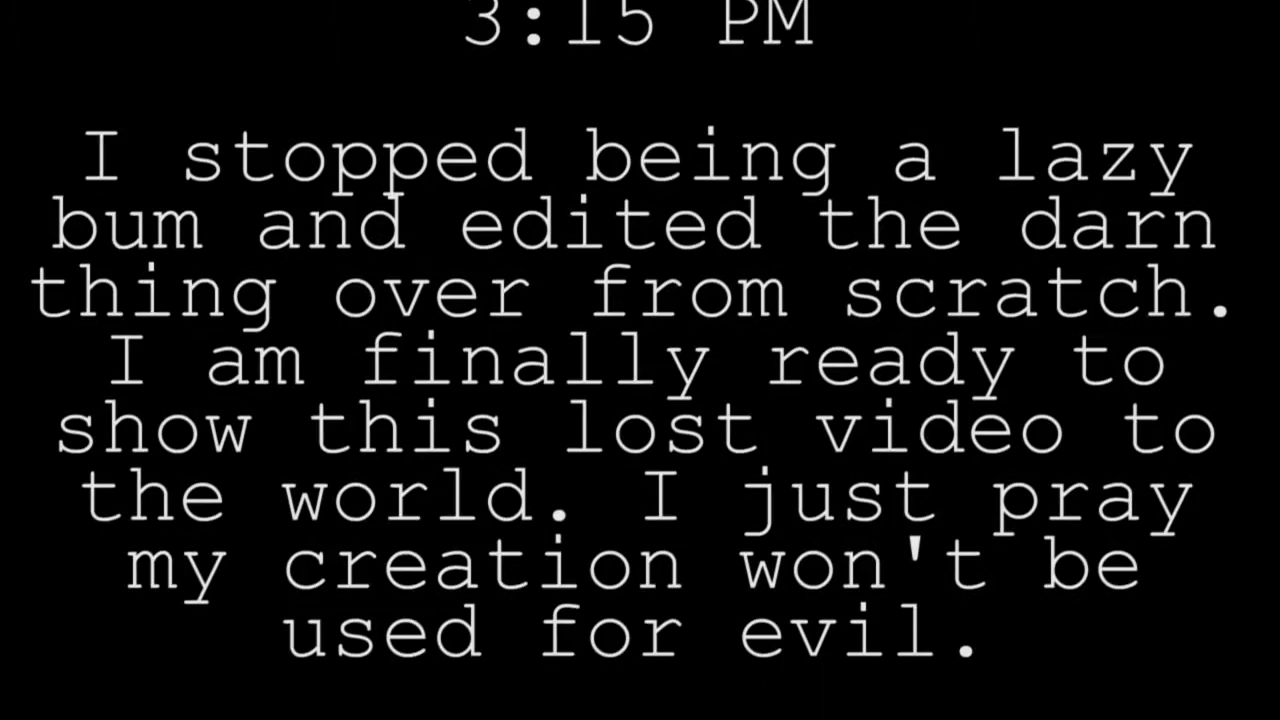 3:15 PM
I stopped being a lazy
bum and edited the darn
thing over from scratch.
I am finally ready to
show this lost video to
the world. I just pray
my creation won't be
used for evil.